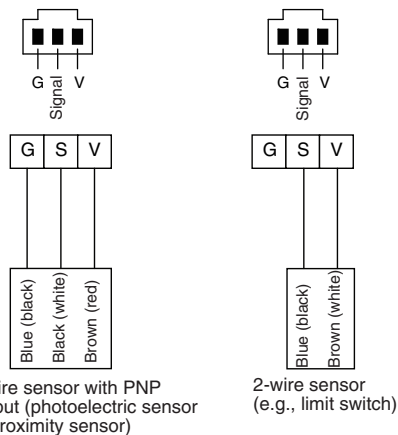 G Signal V
G Signal V
G S V
G S V
Blue (black)
Black (white)
Brown (red)
Blue (black)
Brown (white)
ire sensor with PNP
out (photoelectric sensor
roximity sensor)
2-wire sensor
(e.g., limit switch)